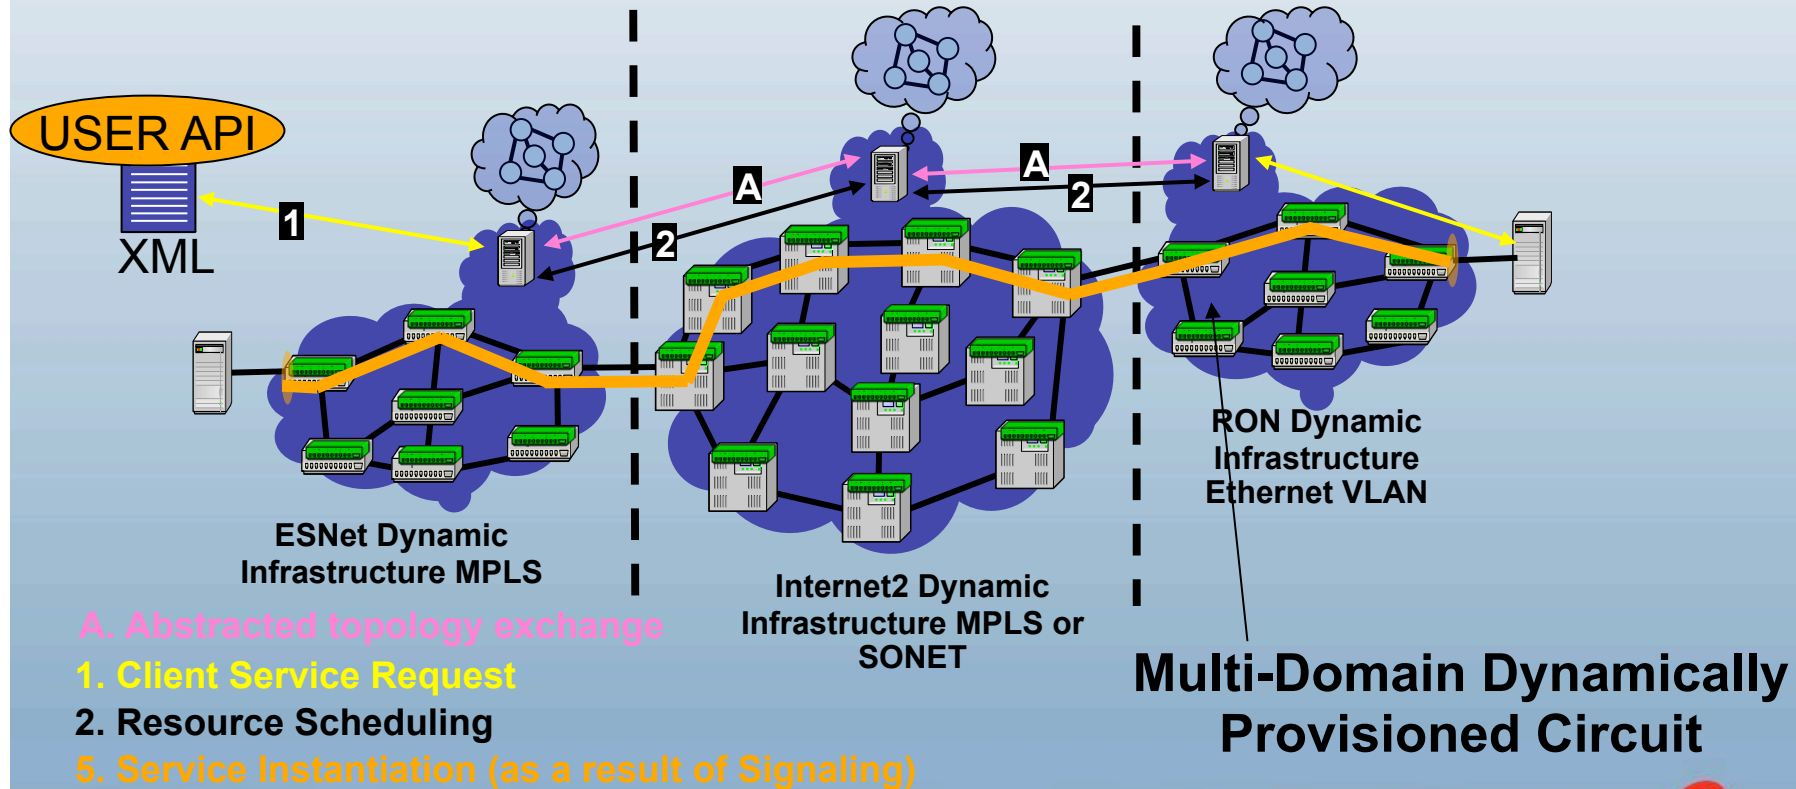 USER API
XML
1
A
2
A
2
ESNet Dynamic
Infrastructure MPLS
Internet2 Dynamic
Infrastructure MPLS or
SONET
RON Dynamic
Infrastructure
Ethernet VLAN
A. Abstracted topology exchange
1. Client Service Request
2. Resource Scheduling
5. Service Instantiation (as a result of Signaling)
Multi-Domain Dynamically
Provisioned Circuit